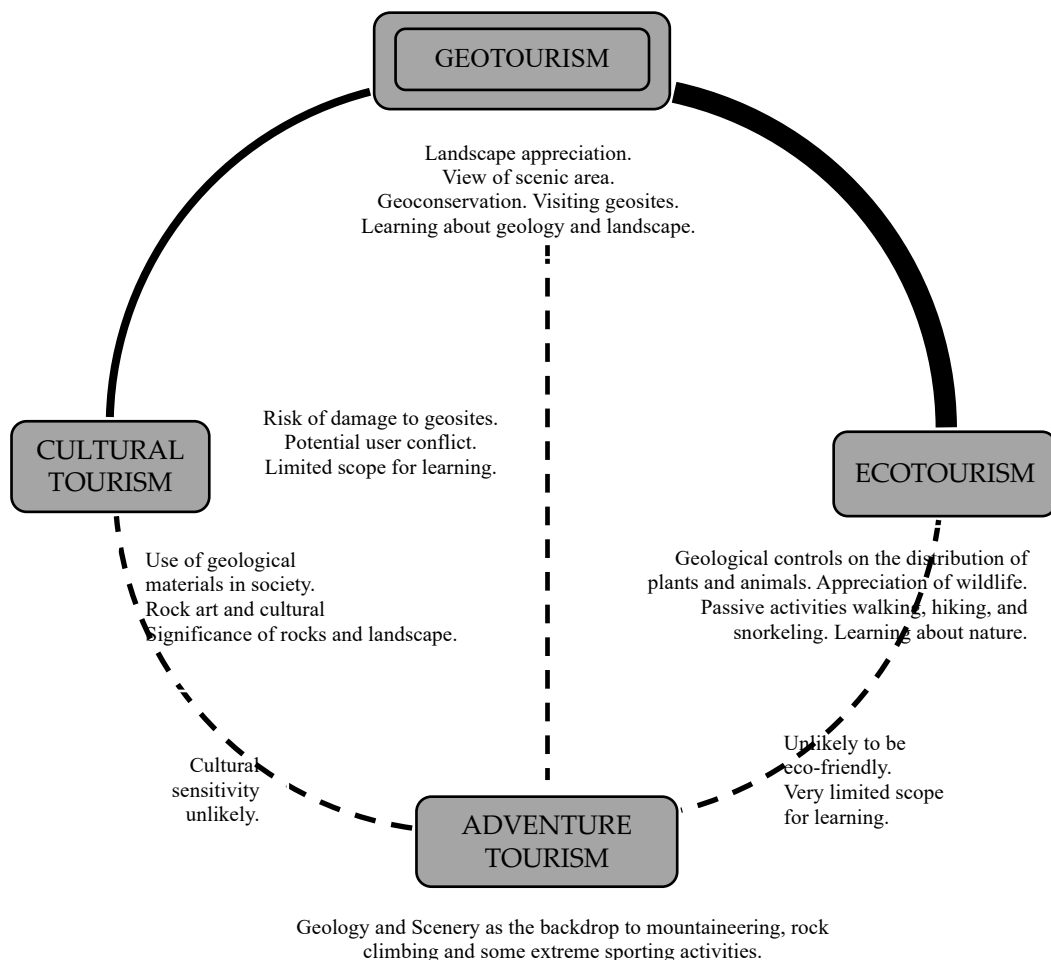 GEOTOURISM
Landscape appreciation.
View of scenic area.
Geoconservation. Visiting geosites.
Learning about geology and landscape.
Risk of damage to geosites.
Potential user conflict.
Limited scope for learning.
CULTURAL
TOURISM
ECOTOURISM
Use of geological
materials in society.
Rock art and cultural
Significance of rocks and landscape.
Geological controls on the distribution of
plants and animals. Appreciation of wildlife.
Passive activities walking, hiking, and
snorkeling. Learning about nature.
Cultural
sensitivity
unlikely.
Unlikely to be
eco-friendly.
Very limited scope
for learning.
ADVENTURE
TOURISM
Geology and Scenery as the backdrop to mountaineering, rock
climbing and some extreme sporting activities.